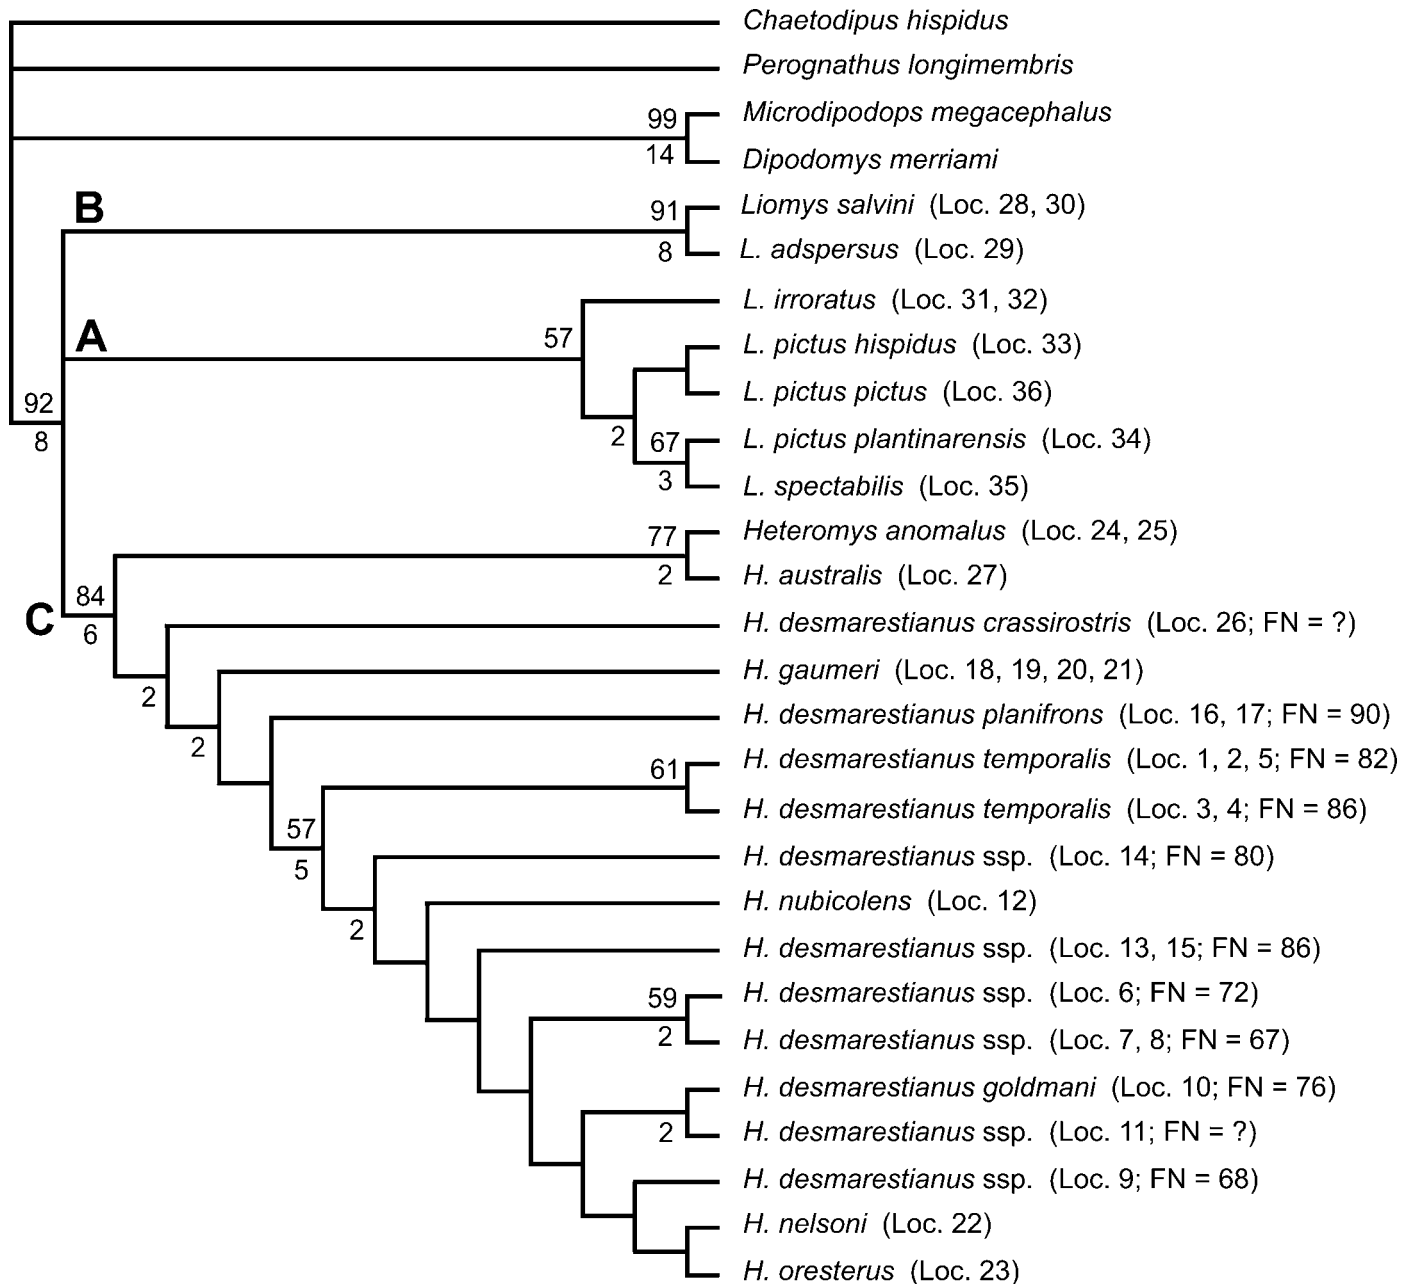 Chaetodipus hispidus
Perognathus longimembris
99
Microdipodops megacephalus
14
Dipodomys merriami
B
91
Liomys salvini (Loc. 28, 30)
8
L. adspersus (Loc. 29)
L. irroratus (Loc. 31, 32)
A
57
L. pictus hispidus (Loc. 33)
L. pictus pictus (Loc. 36)
92
8
2
67
L. pictus plantinarensis (Loc. 34)
3
L. spectabilis (Loc. 35)
77
Heteromys anomalus (Loc. 24, 25)
2
H. australis (Loc. 27)
84
C
6
H. desmarestianus crassirostris (Loc. 26; FN = ?)
H. gaumeri (Loc. 18, 19, 20, 21)
2
H. desmarestianus planifrons (Loc. 16, 17; FN = 90)
2
61
H. desmarestianus temporalis (Loc. 1, 2, 5; FN = 82)
H. desmarestianus temporalis (Loc. 3, 4; FN = 86)
57
5
H. desmarestianus ssp. (Loc. 14; FN = 80)
H. nubicolens (Loc. 12)
2
H. desmarestianus ssp. (Loc. 13, 15; FN = 86)
59
H. desmarestianus ssp. (Loc. 6; FN = 72)
2
H. desmarestianus ssp. (Loc. 7, 8; FN = 67)
H. desmarestianus goldmani (Loc. 10; FN = 76)
2
H. desmarestianus ssp. (Loc. 11; FN = ?)
H. desmarestianus ssp. (Loc. 9; FN = 68)
H. nelsoni (Loc. 22)
H. oresterus (Loc. 23)